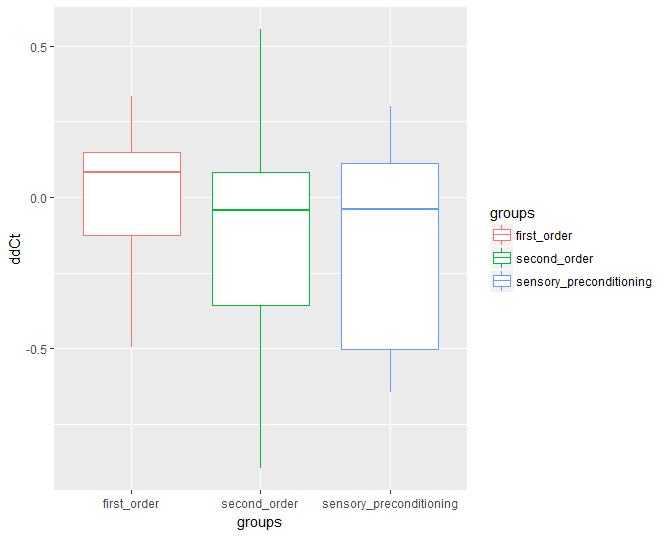 ddCt
0.5
0.0
-0.5
first_order second_order sensory_preconditioning
groups
groups
first_order
second_order
sensory_preconditioning